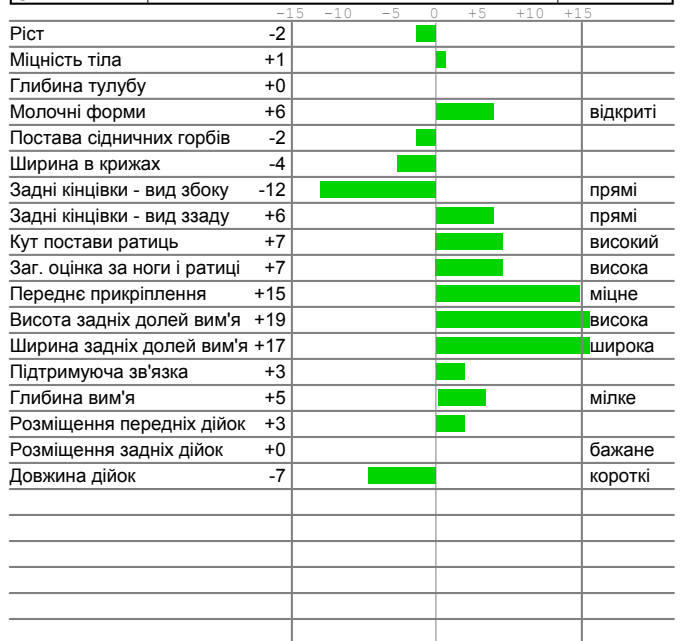 -15 -10 -5 0 +5 +10 +15
Ріст -2
Міцність тіла +1
Глибина тулубу +0
Молочні форми +6 відкриті
Постава сідничних горбів -2
Ширина в крижах -4
Задні кінцівки - вид збоку -12 прямі
Задні кінцівки - вид ззаду +6 прямі
Кут постави ратиць +7 високий
Заг. оцінка за ноги і ратиці +7 висока
Переднє прикріплення +15 міцне
Висота задніх долей вим'я +19 висока
Ширина задніх долей вим'я +17 широка
Підтримуюча зв'язка +3
Глибина вим'я +5 мілке
Розміщення передніх дійок +3
Розміщення задніх дійок +0 бажане
Довжина дійок -7 короткі